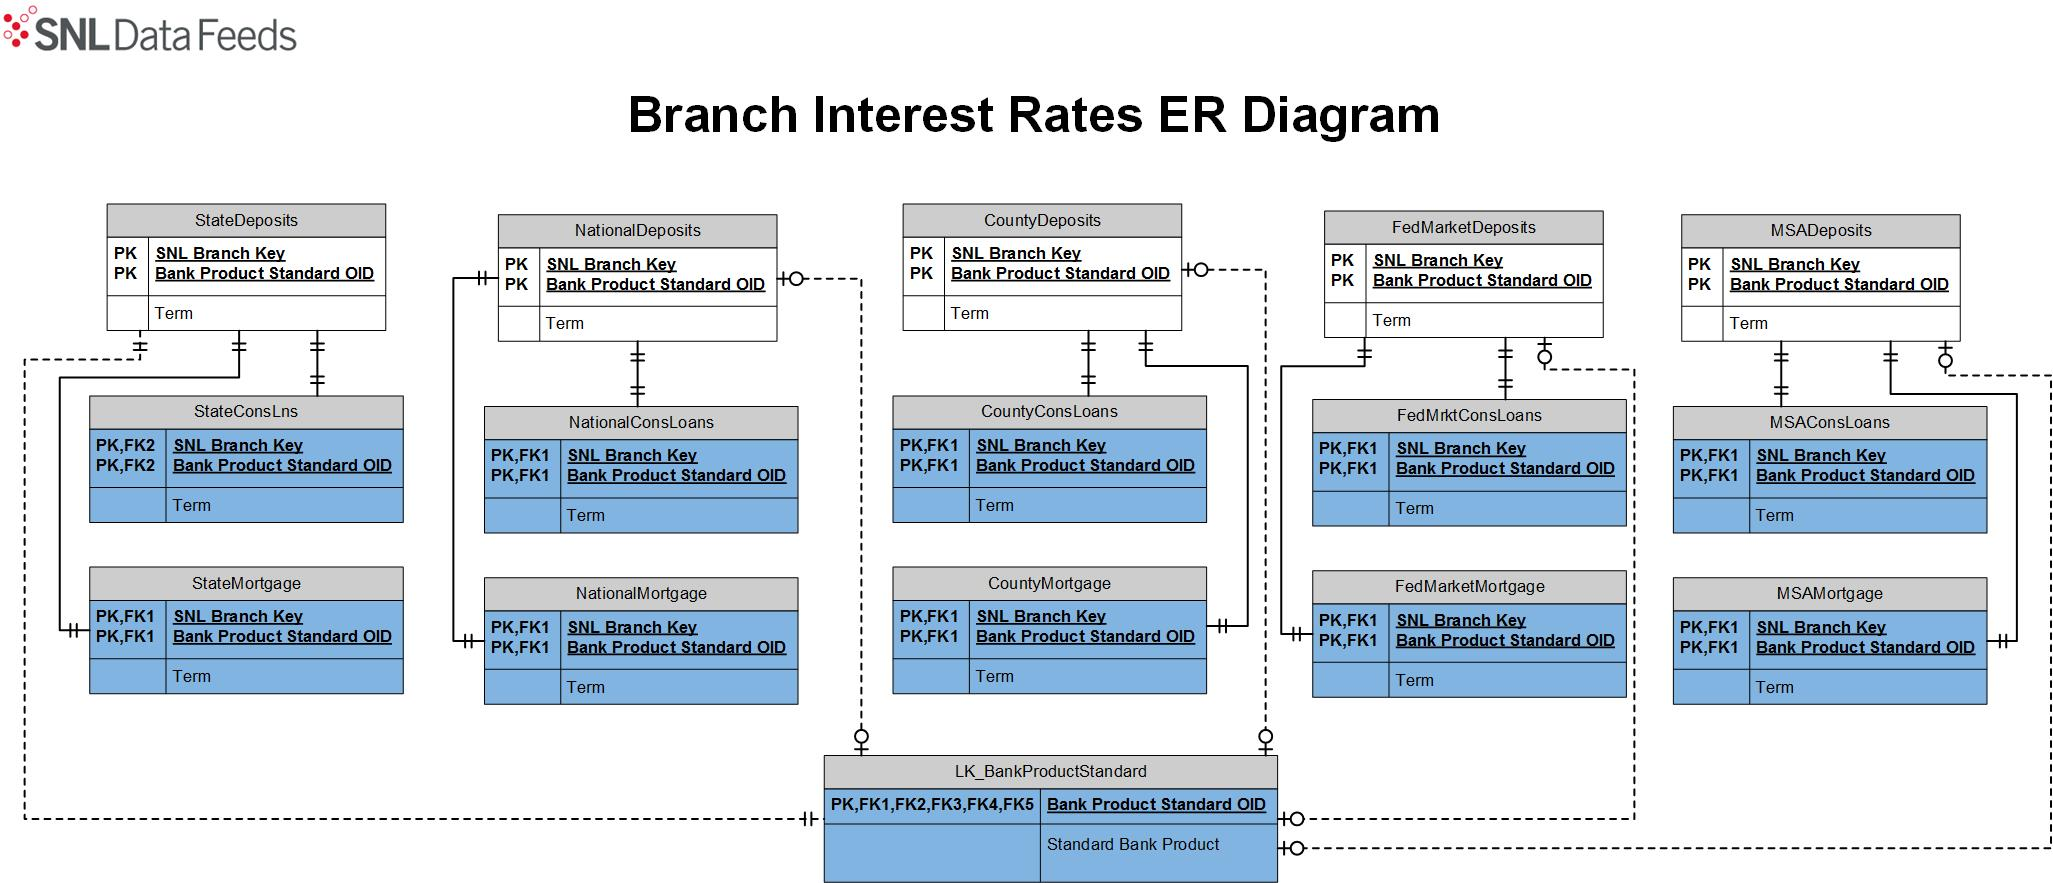 SNL Data Feeds
Branch Interest Rates ER Diagram
StateDeposits
PK SNL Branch Key
PK Bank Product Standard OID
Term
NationalDeposits
PK SNL Branch Key
PK Bank Product Standard OID
Term
CountyDeposits
PK SNL Branch Key
PK Bank Product Standard OID
Term
FedMarketDeposits
PK SNL Branch Key
PK Bank Product Standard OID
Term
MSADeposits
PK SNL Branch Key
PK Bank Product Standard OID
Term
StateConsLns
PK,FK2 SNL Branch Key
PK,FK2 Bank Product Standard OID
Term
NationalConsLoans
PK,FK1 SNL Branch Key
PK,FK1 Bank Product Standard OID
Term
CountyConsLoans
PK,FK1 SNL Branch Key
PK,FK1 Bank Product Standard OID
Term
FedMrktConsLoans
PK,FK1 SNL Branch Key
PK,FK1 Bank Product Standard OID
Term
MSAConsLoans
PK,FK1 SNL Branch Key
PK,FK1 Bank Product Standard OID
Term
StateMortgage
PK,FK1 SNL Branch Key
PK,FK1 Bank Product Standard OID
Term
NationalMortgage
PK,FK1 SNL Branch Key
PK,FK1 Bank Product Standard OID
Term
CountyMortgage
PK,FK1 SNL Branch Key
PK,FK1 Bank Product Standard OID
Term
FedMarketMortgage
PK,FK1 SNL Branch Key
PK,FK1 Bank Product Standard OID
Term
MSAMortgage
PK,FK1 SNL Branch Key
PK,FK1 Bank Product Standard OID
Term
LK_BankProductStandard
PK,FK1,FK2,FK3,FK4,FK5 Bank Product Standard OID
Standard Bank Product